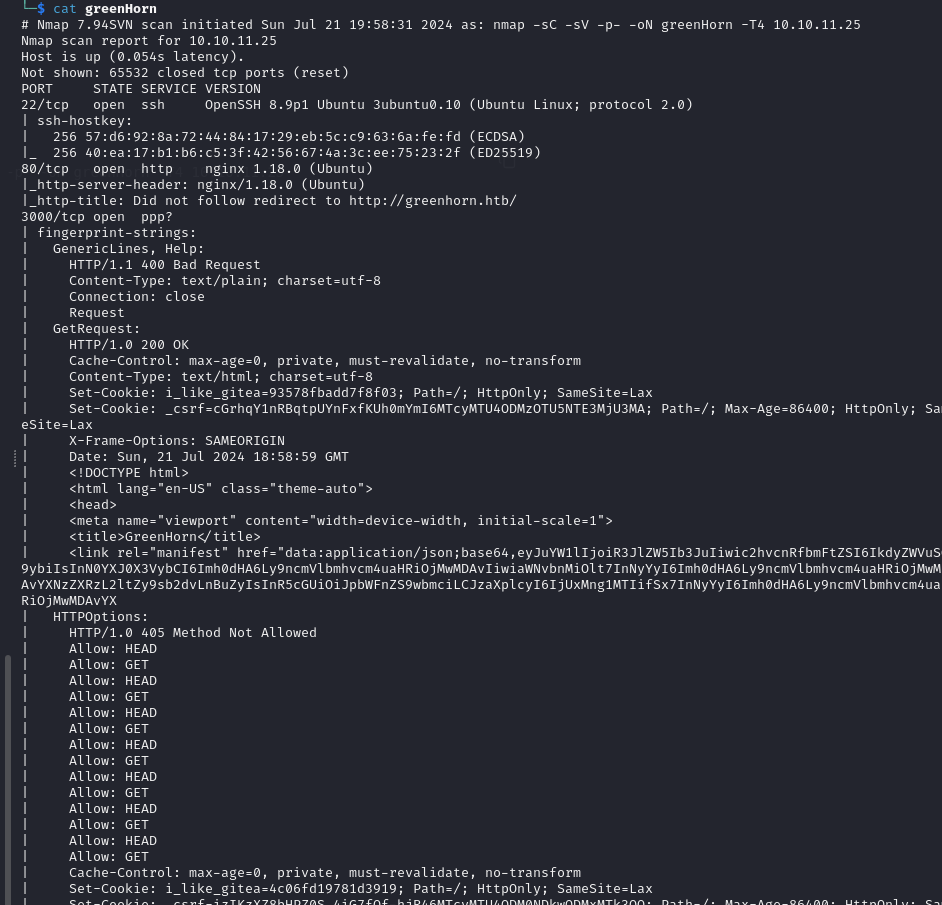 └─$ cat greenHorn
# Nmap 7.94SVN scan initiated Sun Jul 21 19:58:31 2024 as: nmap -sC -sV -p- -oN greenHorn -T4 10.10.11.25
Nmap scan report for 10.10.11.25
Host is up (0.054s latency).
Not shown: 65532 closed tcp ports (reset)
PORT     STATE SERVICE VERSION
22/tcp   open  ssh     OpenSSH 8.9p1 Ubuntu 3ubuntu0.10 (Ubuntu Linux; protocol 2.0)
| ssh-hostkey:
|   256 57:d6:92:8a:72:44:84:17:29:eb:5c:c9:63:6a:fe:fd (ECDSA)
|_  256 40:ea:17:b1:b6:c5:3f:42:56:67:4a:3c:ee:75:23:2f (ED25519)
80/tcp   open  http    nginx 1.18.0 (Ubuntu)
|_http-server-header: nginx/1.18.0 (Ubuntu)
|_http-title: Did not follow redirect to http://greenhorn.htb/
3000/tcp open  ppp?
| fingerprint-strings:
|   GenericLines, Help:
|     HTTP/1.1 400 Bad Request
|     Content-Type: text/plain; charset=utf-8
|     Connection: close
|     Request
|   GetRequest:
|     HTTP/1.0 200 OK
|     Cache-Control: max-age=0, private, must-revalidate, no-transform
|     Content-Type: text/html; charset=utf-8
|     Set-Cookie: i_like_gitea=93578fbadd7f8f03; Path=/; HttpOnly; SameSite=Lax
|     Set-Cookie: _csrf=cGrhqY1nRBqtpUYnFxfKUh0mYmI6MTcyMTU4ODMzOTU5NTE3MjU3MA; Path=/; Max-Age=86400; HttpOnly; Sam
eSite=Lax
|     X-Frame-Options: SAMEORIGIN
|     Date: Sun, 21 Jul 2024 18:58:59 GMT
|     <!DOCTYPE html>
|     <html lang="en-US" class="theme-auto">
|     <head>
|     <meta name="viewport" content="width=device-width, initial-scale=1">
|     <title>GreenHorn</title>
|     <link rel="manifest" href="data:application/json;base64,eyJuYW1lIjoiR3JlZW5Ib3JuIiwic2hvcnRfbmFtZSI6IkdyZWVuS
9ybiIsInN0YXJ0X3VybCI6Imh0dHA6Ly9ncmVlbmhvcm4uaHRiOjMwMDAvIiwiaWNvbnMiOlt7InNyYyI6Imh0dHA6Ly9ncmVlbmhvcm4uaHRiOjMwM
AvYXNzZXRzL2ltZy9sb2dvLnBuZyIsInR5cGUiOiJpbWFnZS9wbmciLCJzaXplcyI6IjUxMng1MTIifSx7InNyYyI6Imh0dHA6Ly9ncmVlbmhvcm4ua
RiOjMwMDAvYX
|   HTTPOptions:
|     HTTP/1.0 405 Method Not Allowed
|     Allow: HEAD
|     Allow: GET
|     Allow: HEAD
|     Allow: GET
|     Allow: HEAD
|     Allow: GET
|     Allow: HEAD
|     Allow: GET
|     Allow: HEAD
|     Allow: GET
|     Allow: HEAD
|     Allow: GET
|     Allow: HEAD
|     Allow: GET
|     Cache-Control: max-age=0, private, must-revalidate, no-transform
|     Set-Cookie: i_like_gitea=4c06fd19781d3919; Path=/; HttpOnly; SameSite=Lax
|     Set-Cookie: Path=/; Max-Age=86400; HttpOnly;